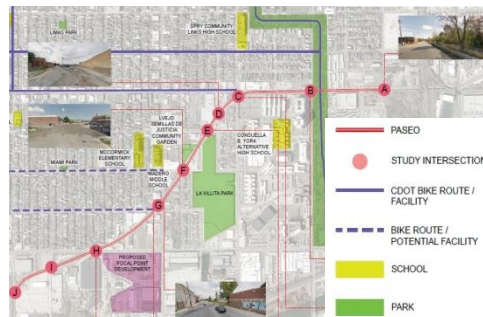 LIMAS PARK
SPRY COMMUNITY
LINKS HIGH SCHOOL
A
B
C
D
LUEJO
SEMILLAS DE
JUSTICIA
COMMUNITY
GARDEN
E
CONSUELLA
B. YORK
ALTERNATIVE
HIGH SCHOOL
MCCORMICK
ELEMENTARY
SCHOOL
MIAMI PARK
MADERO
MIDDLE
SCHOOL
F
LA VILLITA PARK
G
H
PROPOSED
FOCAL POINT
DEVELOPMENT
I
J
PASEO
STUDY INTERSECTION
CDOT BIKE ROUTE /
FACILITY
BIKE ROUTE /
POTENTIAL FACILITY
SCHOOL
PARK